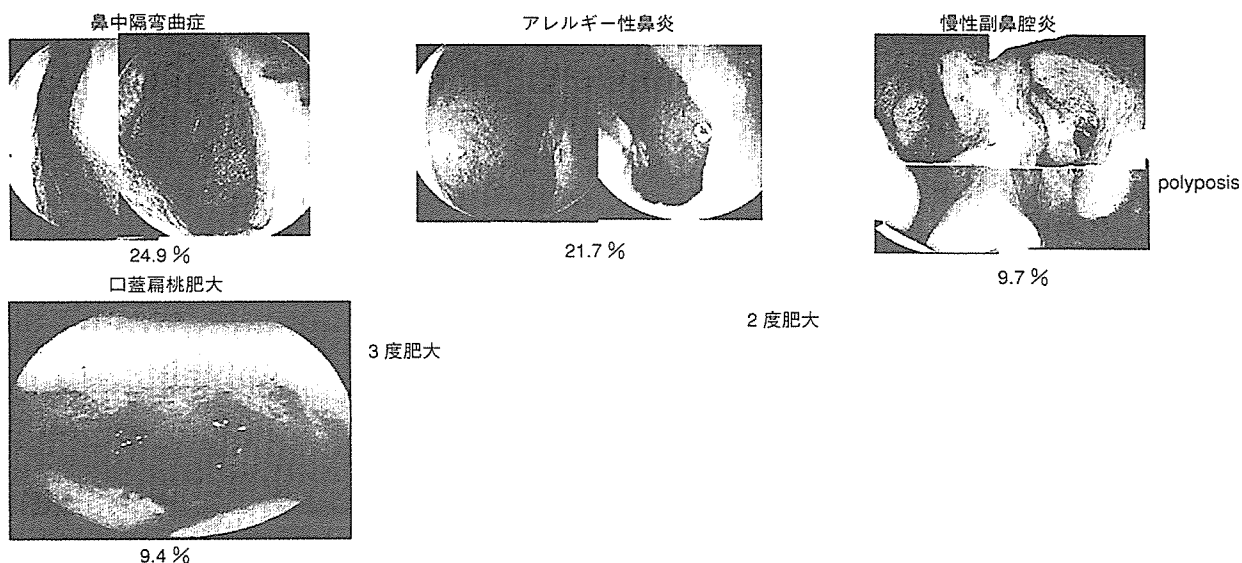 鼻中隔弯曲症
アレルギー性鼻炎
慢性副鼻腔炎
polyposis
24.9 %
21.7 %
9.7 %
口蓋扁桃肥大
2 度肥大
3 度肥大
9.4 %